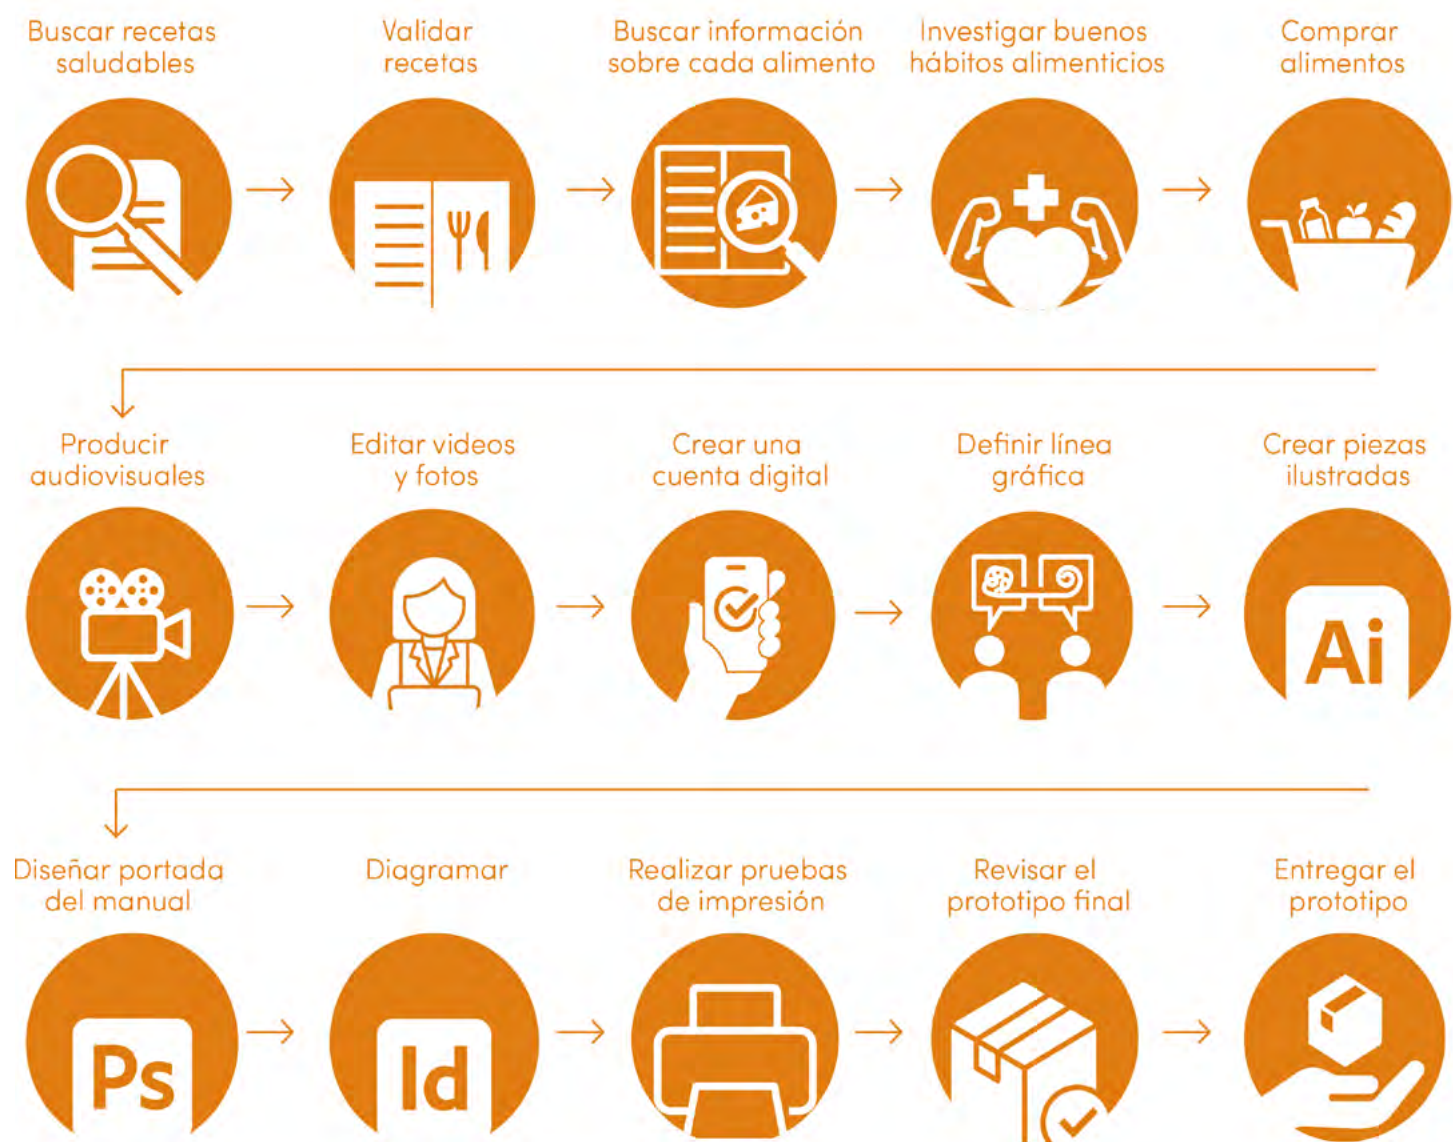 Buscar recetas
saludables
Validar
recetas
Buscar información
sobre cada alimento
Investigar buenos
hábitos alimenticios
Comprar
alimentos
Producir
audiovisuales
Editar videos
y fotos
Crear una
cuenta digital
Definir línea
gráfica
Crear piezas
ilustradas
Ai
Diseñar portada
del manual
Diagramar
Realizar pruebas
de impresión
Revisar el
prototipo final
Entregar el
prototipo
Ps
Id